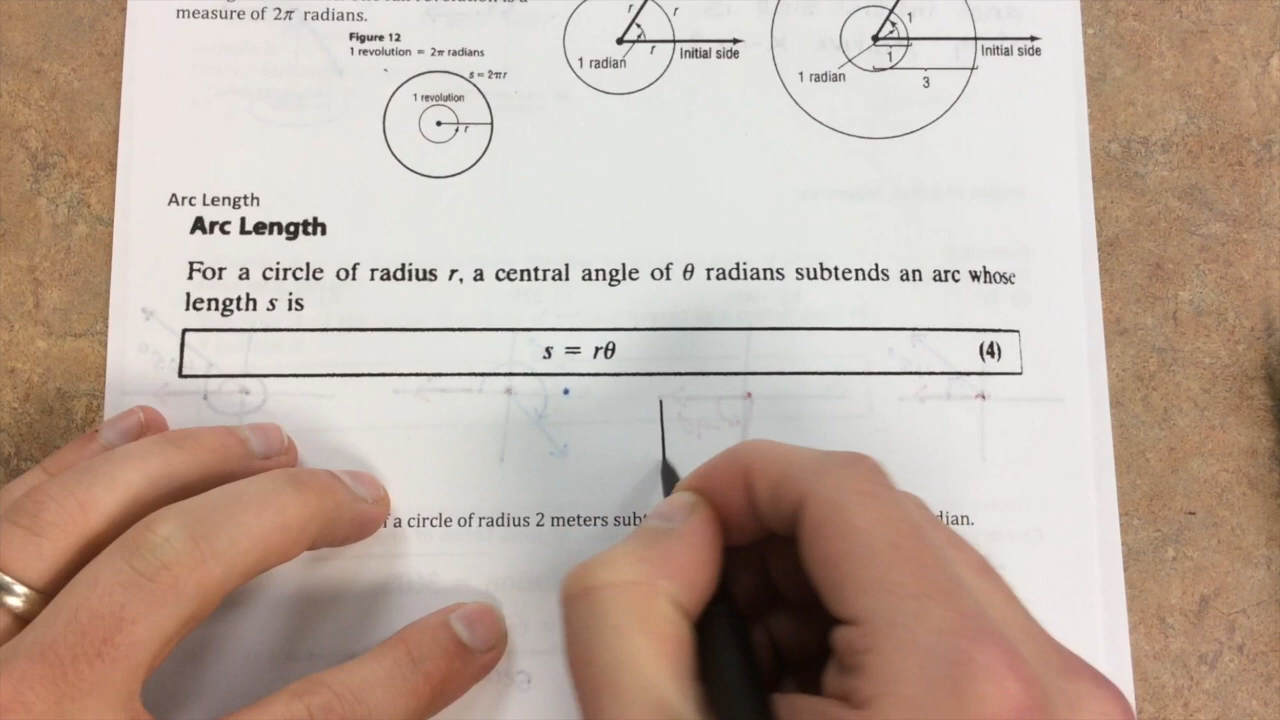 measure of 2π radians.
Figure 12
1 revolution = 2π radians
s = 2πr
1 revolution
r
r
r
r
1 radian
Initial side
1
1
1 radian
3
Initial side
Arc Length
Arc Length
For a circle of radius r, a central angle of θ radians subtends an arc whose
length s is
s = rθ (4)
a circle of radius 2 meters